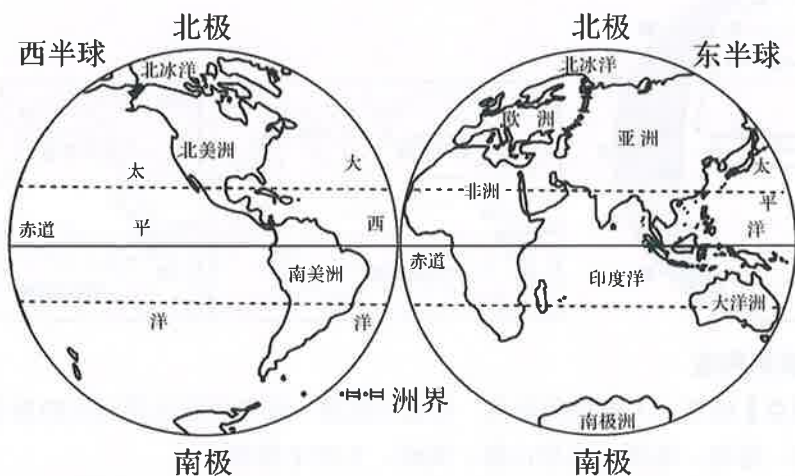 北极
北极
西半球
东半球
北冰洋
北冰洋
北美洲
太
大
欧洲
亚洲
太
非洲
平
赤道
平
西
洋
赤道
南美洲
印度洋
大洋洲
洋
洋
洲界
南极洲
南极
南极